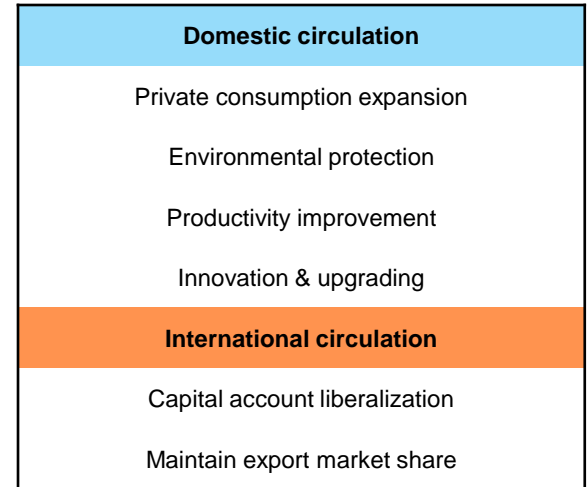 Domestic circulation
Private consumption expansion
Environmental protection
Productivity improvement
Innovation & upgrading
International circulation
Capital account liberalization
Maintain export market share